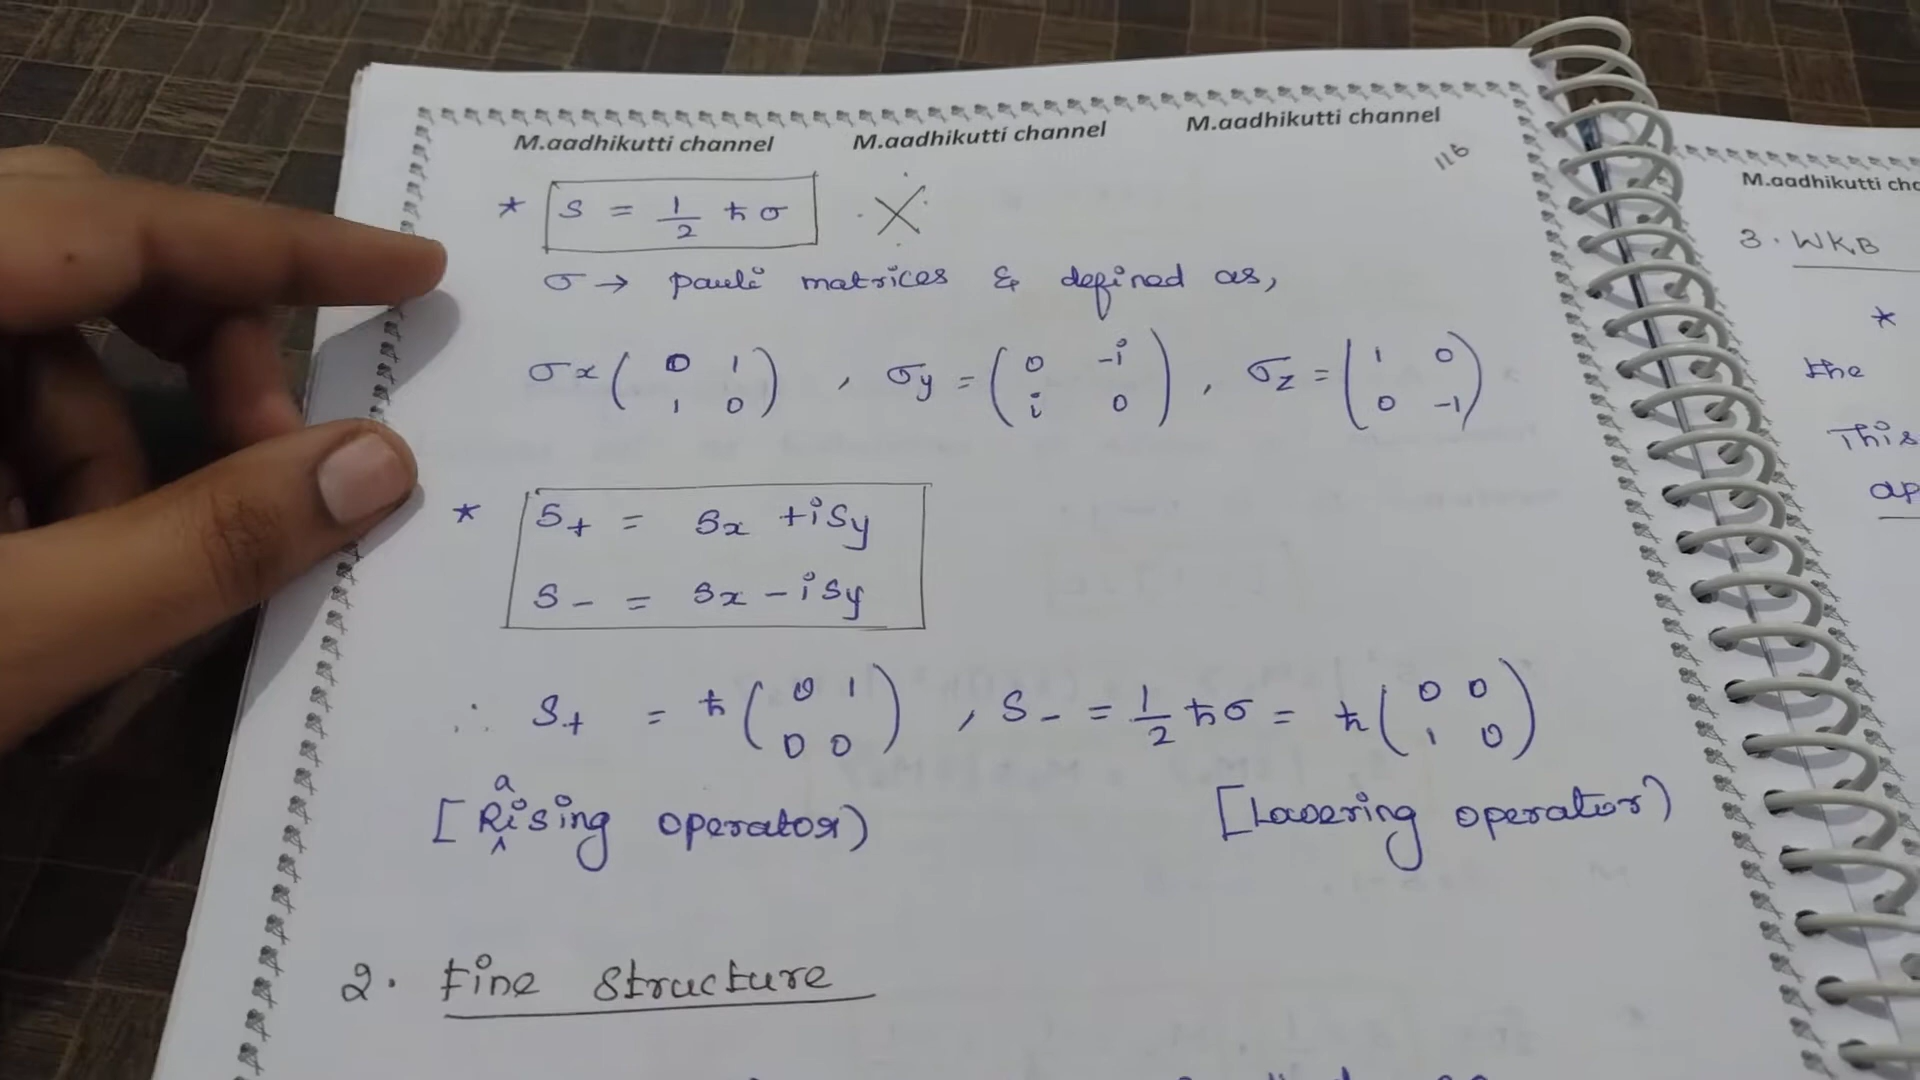 M.aadhikutti channel M.aadhikutti channel M.aadhikutti channel
116
* S = 1/2 ħ σ
σ → pauli matrices & defined as,
σx ( 0 1 ; 1 0 ) , σy = ( 0 -i ; i 0 ) , σz = ( 1 0 ; 0 -1 )
* S+ = Sx + iSy
S- = Sx - iSy
∴ S+ = ħ ( 0 1 ; 0 0 ) , S- = 1/2 ħσ = ħ ( 0 0 ; 1 0 )
[Raising operator) [Lowering operator)
2. Fine structure
M.aadhikutti
3. WKB
*
the
This